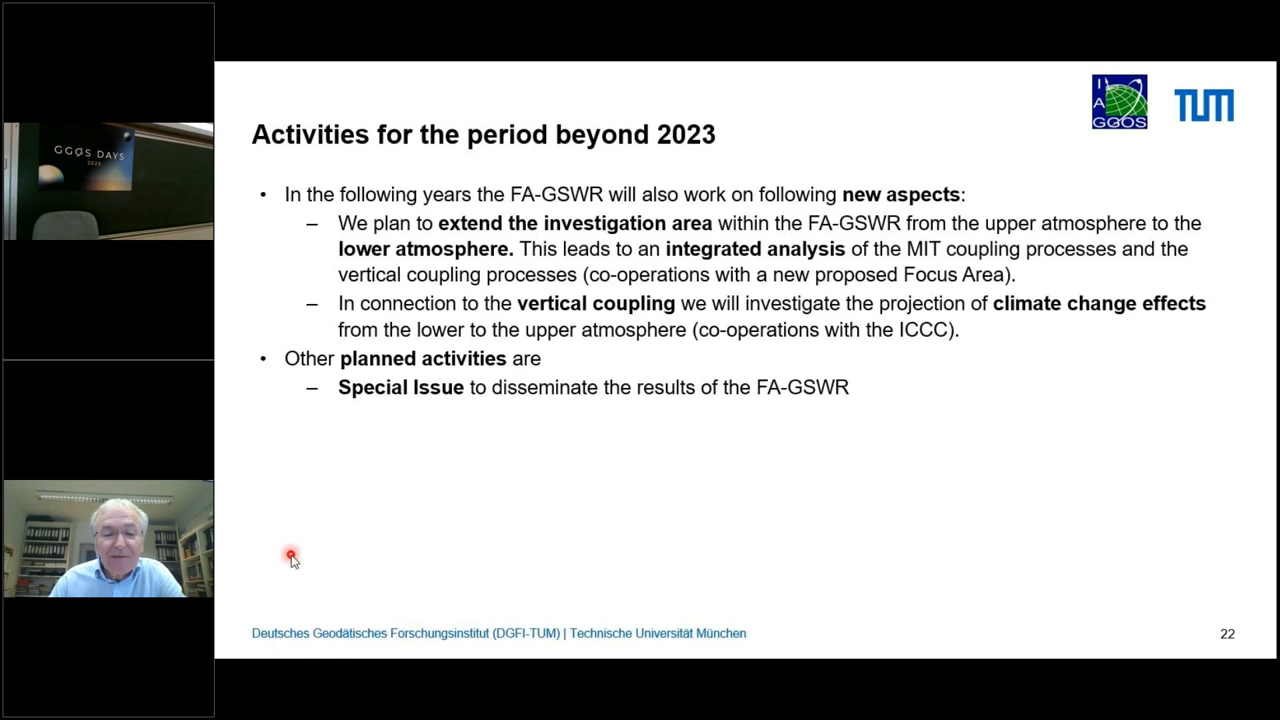 GGOS DAYS
2023
I
A
G
GGOS
TUM
Activities for the period beyond 2023
• In the following years the FA-GSWR will also work on following new aspects:
– We plan to extend the investigation area within the FA-GSWR from the upper atmosphere to the
lower atmosphere. This leads to an integrated analysis of the MIT coupling processes and the
vertical coupling processes (co-operations with a new proposed Focus Area).
– In connection to the vertical coupling we will investigate the projection of climate change effects
from the lower to the upper atmosphere (co-operations with the ICCC).
• Other planned activities are
– Special Issue to disseminate the results of the FA-GSWR
Deutsches Geodätisches Forschungsinstitut (DGFI-TUM) | Technische Universität München
22